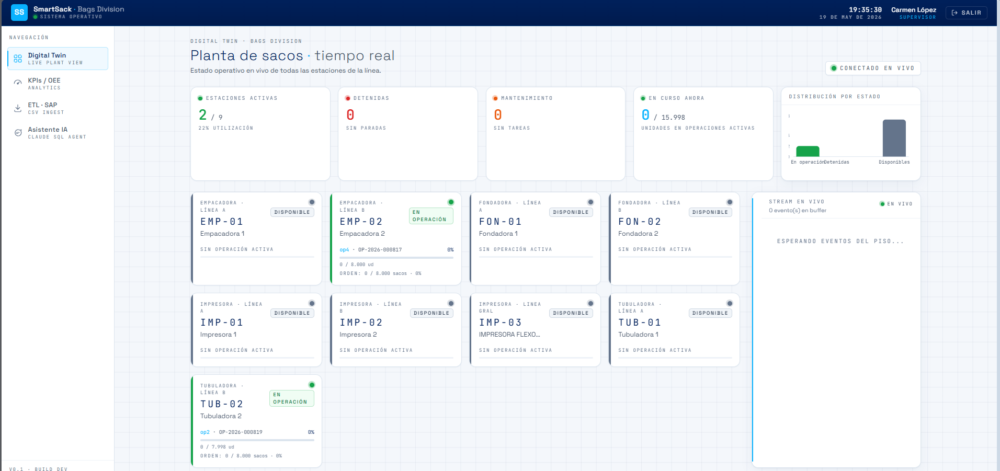 SS
SmartSack · Bags Division
SISTEMA OPERATIVO
19:35:30
19 DE MAY DE 2026
Carmen López
SUPERVISOR
SALIR
NAVEGACIÓN
Digital Twin
LIVE PLANT VIEW
KPIs / OEE
ANALYTICS
ETL · SAP
CSV INGEST
Asistente IA
CLAUDE SQL AGENT
V0.1 · BUILD DEV
DIGITAL TWIN · BAGS DIVISION
Planta de sacos · tiempo real
Estado operativo en vivo de todas las estaciones de la línea.
CONECTADO EN VIVO
ESTACIONES ACTIVAS
2 / 9
22% UTILIZACIÓN
DETENIDAS
0
SIN PARADAS
MANTENIMIENTO
0
SIN TAREAS
EN CURSO AHORA
0 / 15.998
UNIDADES EN OPERACIONES ACTIVAS
DISTRIBUCIÓN POR ESTADO
En operación
Detenidas
Disponibles
EMPACADORA ·
LÍNEA A
DISPONIBLE
EMP-01
Empacadora 1
SIN OPERACIÓN ACTIVA
EMPACADORA ·
LÍNEA B
EN
OPERACIÓN
EMP-02
Empacadora 2
op4 · OP-2026-000817 0%
0 / 8.000 ud
ORDEN: 0 / 8.000 sacos · 0%
FONDADORA · LÍNEA
A
DISPONIBLE
FON-01
Fondadora 1
SIN OPERACIÓN ACTIVA
FONDADORA · LÍNEA
B
DISPONIBLE
FON-02
Fondadora 2
SIN OPERACIÓN ACTIVA
IMPRESORA · LÍNEA
A
DISPONIBLE
IMP-01
Impresora 1
SIN OPERACIÓN ACTIVA
IMPRESORA · LÍNEA
B
DISPONIBLE
IMP-02
Impresora 2
SIN OPERACIÓN ACTIVA
IMPRESORA · LINEA
GRAL
DISPONIBLE
IMP-03
IMPRESORA FLEXO...
SIN OPERACIÓN ACTIVA
TUBULADORA ·
LÍNEA A
DISPONIBLE
TUB-01
Tubuladora 1
SIN OPERACIÓN ACTIVA
TUBULADORA ·
LÍNEA B
EN
OPERACIÓN
TUB-02
Tubuladora 2
op2 · OP-2026-000819 0%
0 / 7.998 ud
ORDEN: 0 / 8.000 sacos · 0%
STREAM EN VIVO
0 evento(s) en buffer
EN VIVO
ESPERANDO EVENTOS DEL PISO...